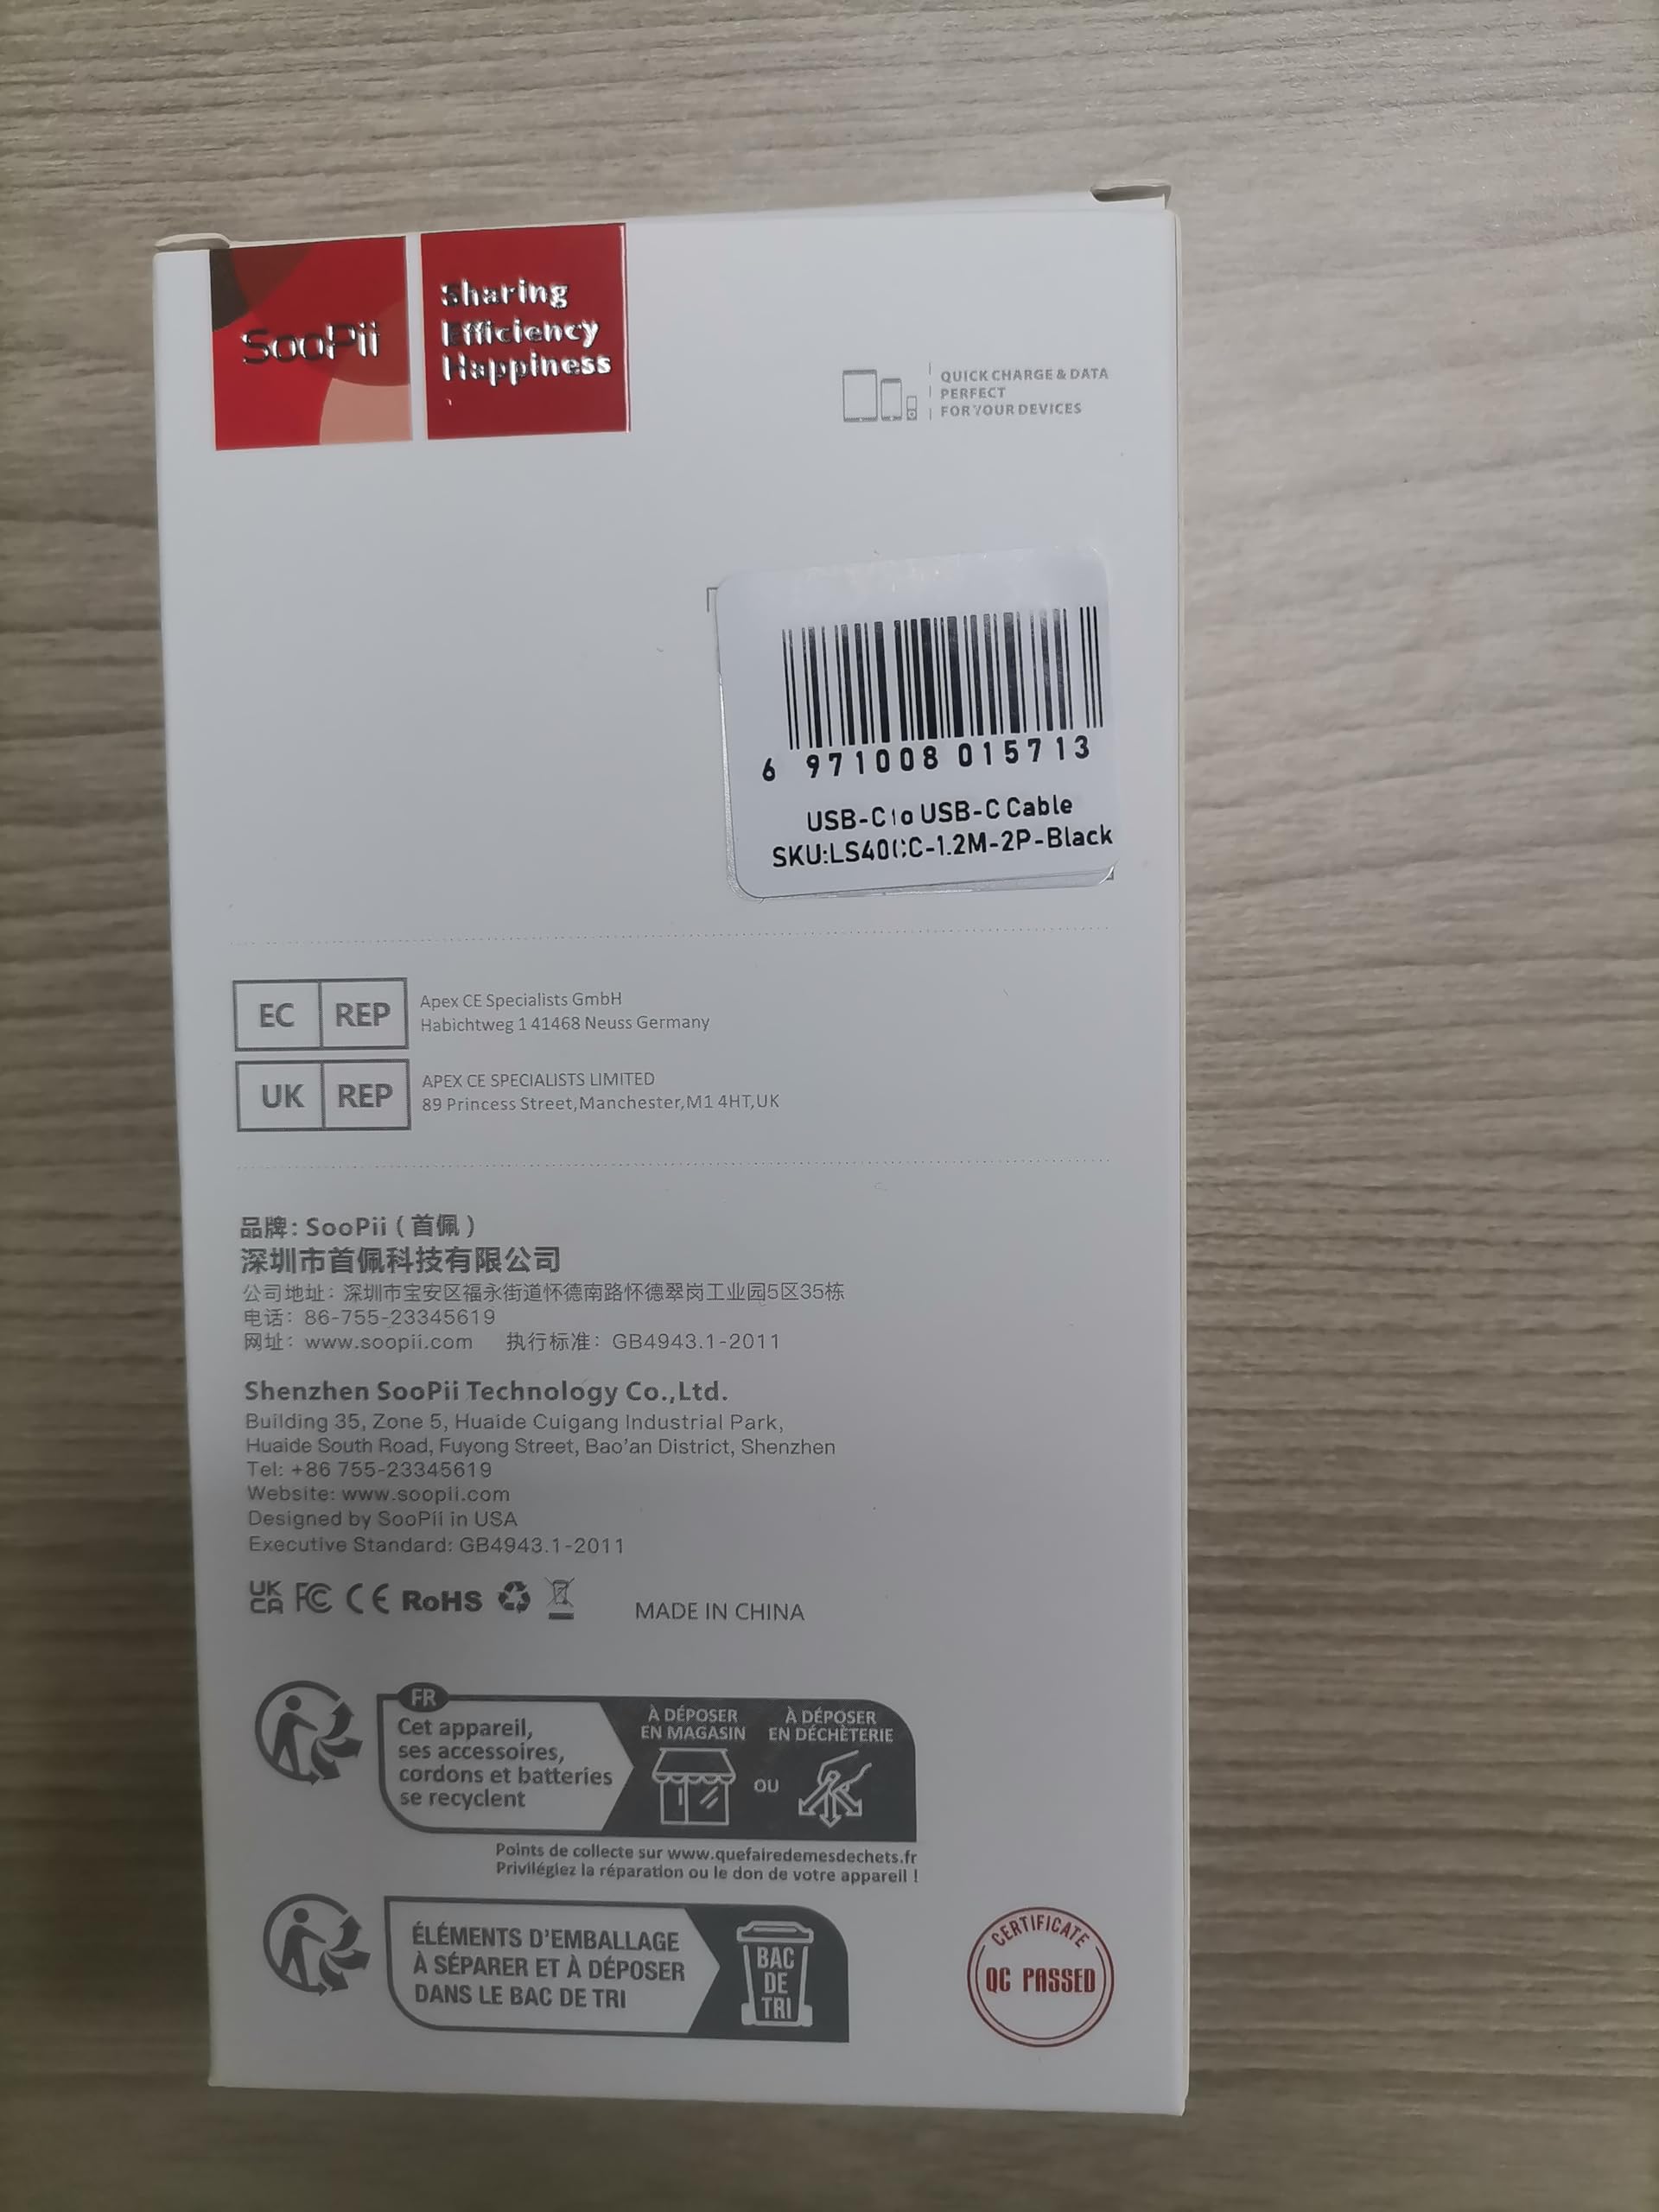 SooPii
Sharing
Efficiency
Happiness
QUICK CHARGE & DATA
PERFECT
FOR YOUR DEVICES
6 971008 015713
USB-C to USB-C Cable
SKU:LS40CC-1.2M-2P-Black
EC REP
Apex CE Specialists GmbH
Habichtweg 1 41468 Neuss Germany
UK REP
APEX CE SPECIALISTS LIMITED
89 Princess Street,Manchester,M1 4HT,UK
品牌: SooPii ( 首佩 )
深圳市首佩科技有限公司
公司地址: 深圳市宝安区福永街道怀德南路怀德翠岗工业园5区35栋
电话: 86-755-23345619
网址: www.soopii.com 执行标准: GB4943.1-2011
Shenzhen SooPii Technology Co.,Ltd.
Building 35, Zone 5, Huaide Cuigang Industrial Park,
Huaide South Road, Fuyong Street, Bao'an District, Shenzhen
Tel: +86 755-23345619
Website: www.soopii.com
Designed by SooPii in USA
Executive Standard: GB4943.1-2011
UK CA FC CE RoHS MADE IN CHINA
FR
Cet appareil,
ses accessoires,
cordons et batteries
se recyclent
À DÉPOSER
EN MAGASIN
OU
À DÉPOSER
EN DÉCHÈTERIE
Points de collecte sur www.quefairedemesdechets.fr
Privilégiez la réparation ou le don de votre appareil !
ÉLÉMENTS D'EMBALLAGE
À SÉPARER ET À DÉPOSER
DANS LE BAC DE TRI
BAC
DE
TRI
CERTIFICATE
QC PASSED